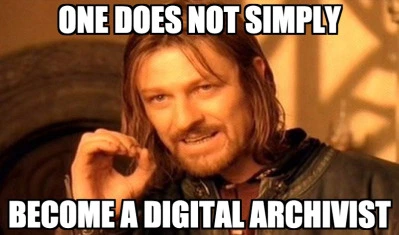 ONE DOES NOT SIMPLY
BECOME A DIGITAL ARCHIVIST